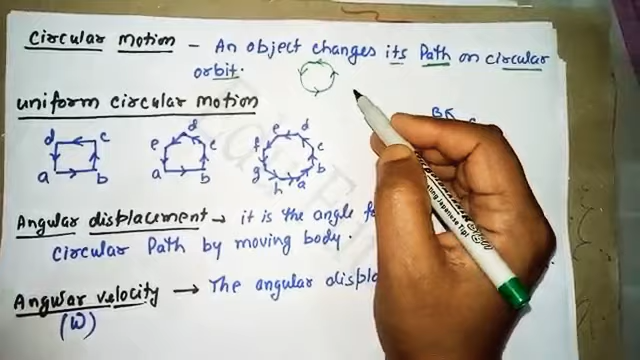 Circular motion - An object changes its Path on circular
orbit.
uniform circular motion
d c
a b
d
e c
a b
e d
f c
g b
h a
Angular displacement → it is the angle
circular Path by moving body.
Angular velocity → The angular
(W)